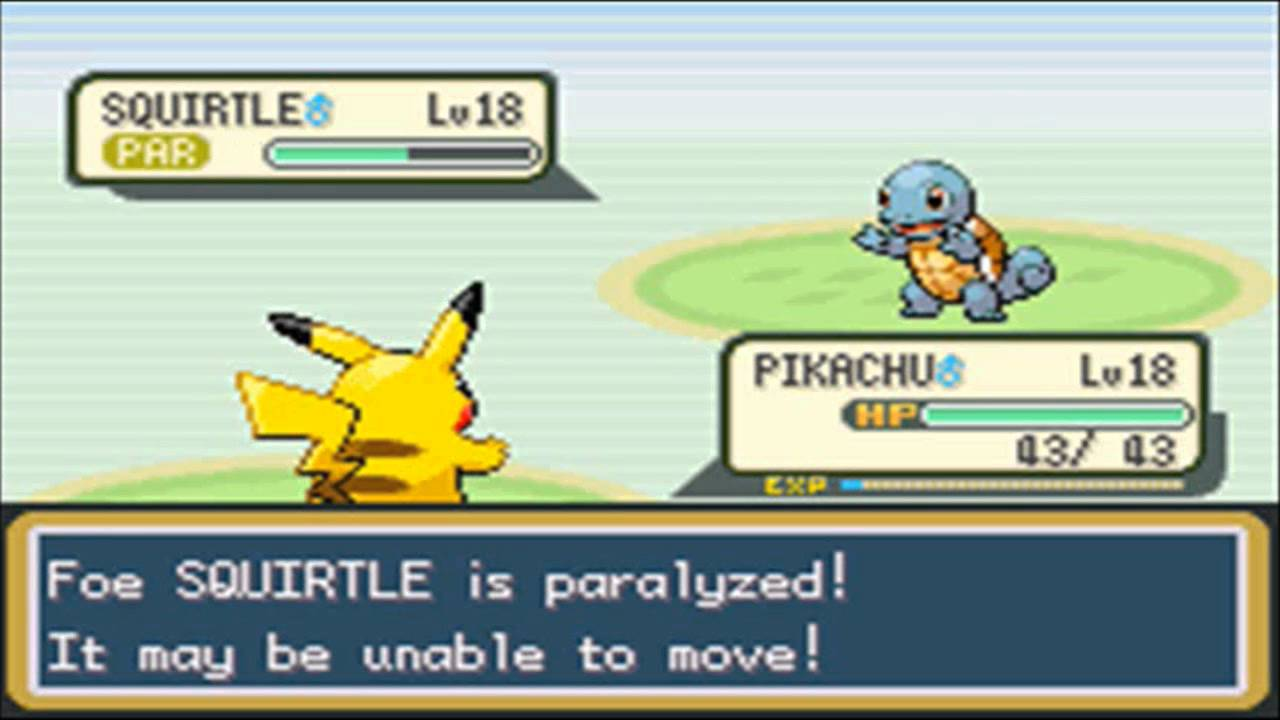 SQUIRTLE♂ Lv18
PAR
PIKACHU♂ Lv18
HP
43/ 43
EXP
Foe SQUIRTLE is paralyzed!
It may be unable to move!